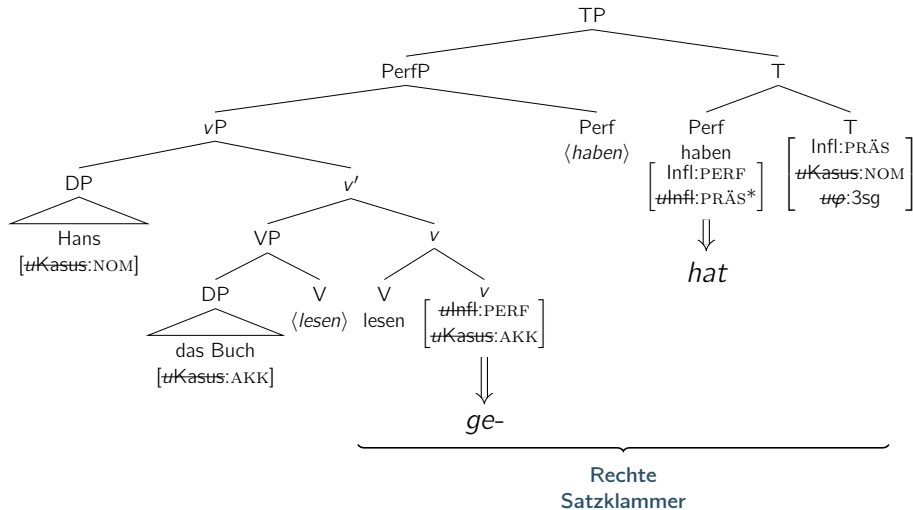 TP
PerfP T
vP Perf Perf T
⟨haben⟩ haben
[Infl:PERF]
[uInfl:PRÄS*]
[Infl:PRÄS]
[uKasus:NOM]
[uφ:3sg]
DP v′
Hans
[uKasus:NOM]
VP v
hat
DP V V v
⟨lesen⟩ lesen
[uInfl:PERF]
[uKasus:AKK]
das Buch
[uKasus:AKK]
ge-
Rechte
Satzklammer